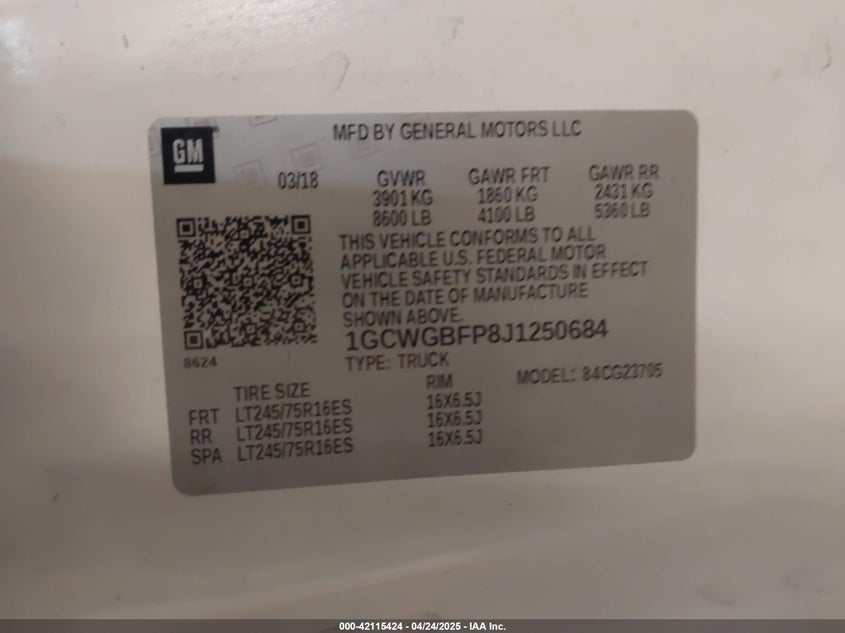 GM
MFD BY GENERAL MOTORS LLC
03/18 GVWR GAWR FRT GAWR RR
3901 KG 1860 KG 2431 KG
8600 LB 4100 LB 5360 LB
THIS VEHICLE CONFORMS TO ALL
APPLICABLE U.S. FEDERAL MOTOR
VEHICLE SAFETY STANDARDS IN EFFECT
ON THE DATE OF MANUFACTURE
SHOWN ABOVE.
1GCWGBFP8J1250684
8624 TYPE: TRUCK MODEL: 84CG23705
TIRE SIZE RIM
FRT LT245/75R16ES 16X6.5J
RR LT245/75R16ES 16X6.5J
SPA LT245/75R16ES 16X6.5J
000-42115424 - 04/24/2025 - IAA Inc.